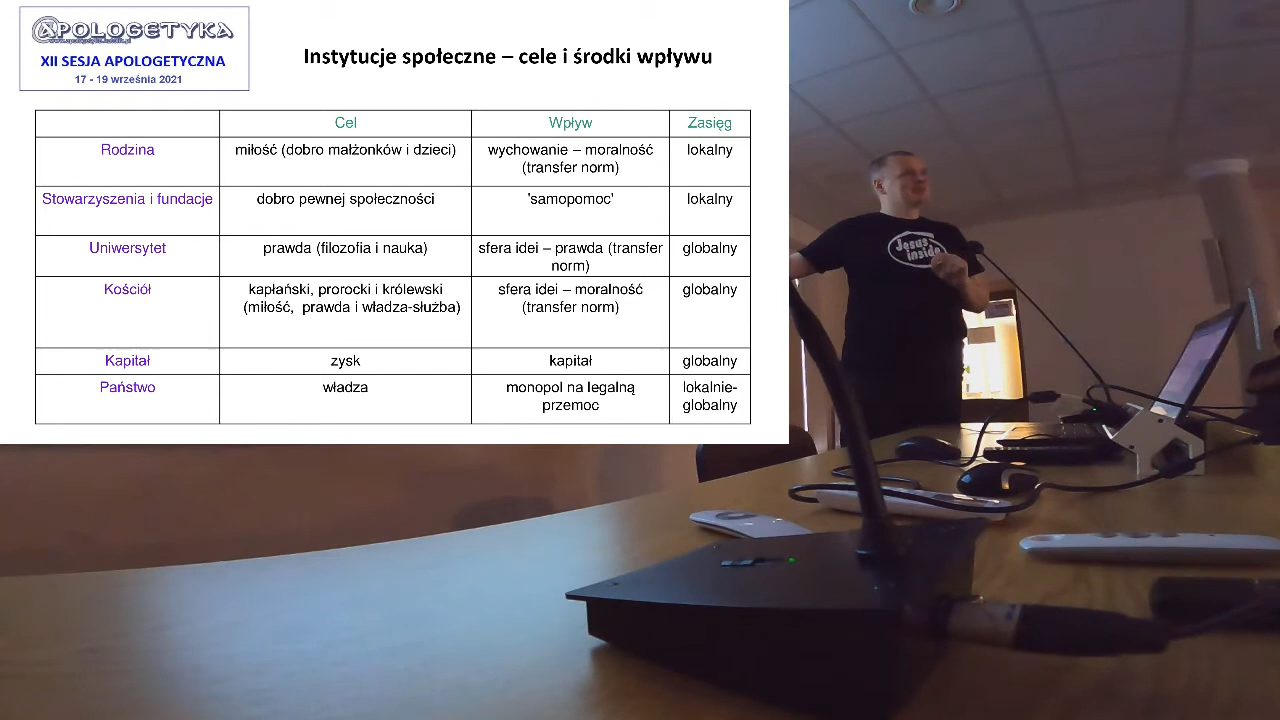 @POLOGETYKA
XII SESJA APOLOGETYCZNA
17 - 19 września 2021
Instytucje społeczne – cele i środki wpływu
Cel Wpływ Zasięg
Rodzina miłość (dobro małżonków i dzieci) wychowanie – moralność lokalny
(transfer norm)
Stowarzyszenia i fundacje dobro pewnej społeczności 'samopomoc' lokalny
Uniwersytet prawda (filozofia i nauka) sfera idei – prawda (transfer globalny
norm)
Kościół kapłański, prorocki i królewski sfera idei – moralność globalny
(miłość, prawda i władza-służba) (transfer norm)
Kapitał zysk kapitał globalny
Państwo władza monopol na legalną lokalnie-
przemoc globalny
Jesus
inside